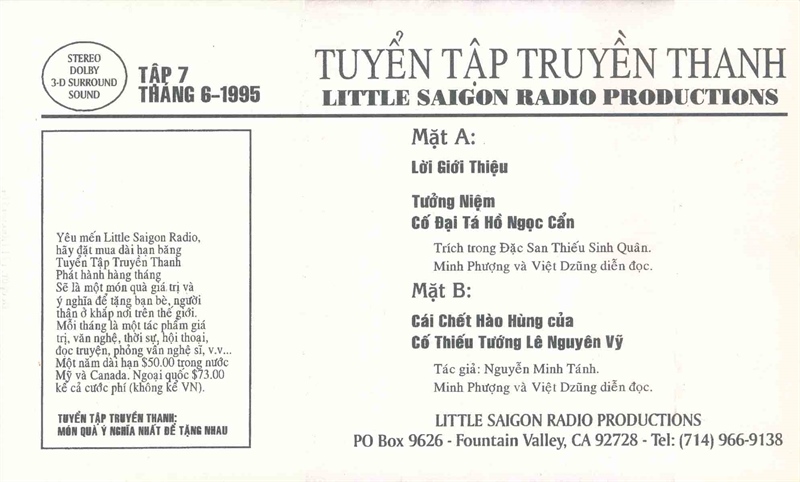 STEREO
DOLBY
3-D SURROUND
SOUND
TẬP 7
THÁNG 6-1995
TUYỂN TẬP TRUYỀN THANH
LITTLE SAIGON RADIO PRODUCTIONS
Yêu mến Little Saigon Radio,
hãy đặt mua dài hạn băng
Tuyển Tập Truyền Thanh
Phát hành hàng tháng
Sẽ là một món quà giá trị và
ý nghĩa để tặng bạn bè, người
thân ở khắp nơi trên thế giới.
Mỗi tháng là một tác phẩm giá
trị, văn nghệ, thời sự, hội thoại,
đọc truyện, phỏng vấn nghệ sĩ, v.v...
Một năm dài hạn $50.00 trong nước
Mỹ và Canada. Ngoại quốc $73.00
kể cả cước phí (không kể VN).
TUYỂN TẬP TRUYỀN THANH:
MÓN QUÀ Ý NGHĨA NHẤT ĐỂ TẶNG NHAU
Mặt A:
Lời Giới Thiệu
Tưởng Niệm
Cố Đại Tá Hồ Ngọc Cẩn
Trích trong Đặc San Thiếu Sinh Quân.
Minh Phượng và Việt Dzũng diễn đọc.
Mặt B:
Cái Chết Hào Hùng của
Cố Thiếu Tướng Lê Nguyên Vỹ
Tác giả: Nguyễn Minh Tánh.
Minh Phượng và Việt Dzũng diễn đọc.
LITTLE SAIGON RADIO PRODUCTIONS
PO Box 9626 - Fountain Valley, CA 92728 - Tel: (714) 966-9138